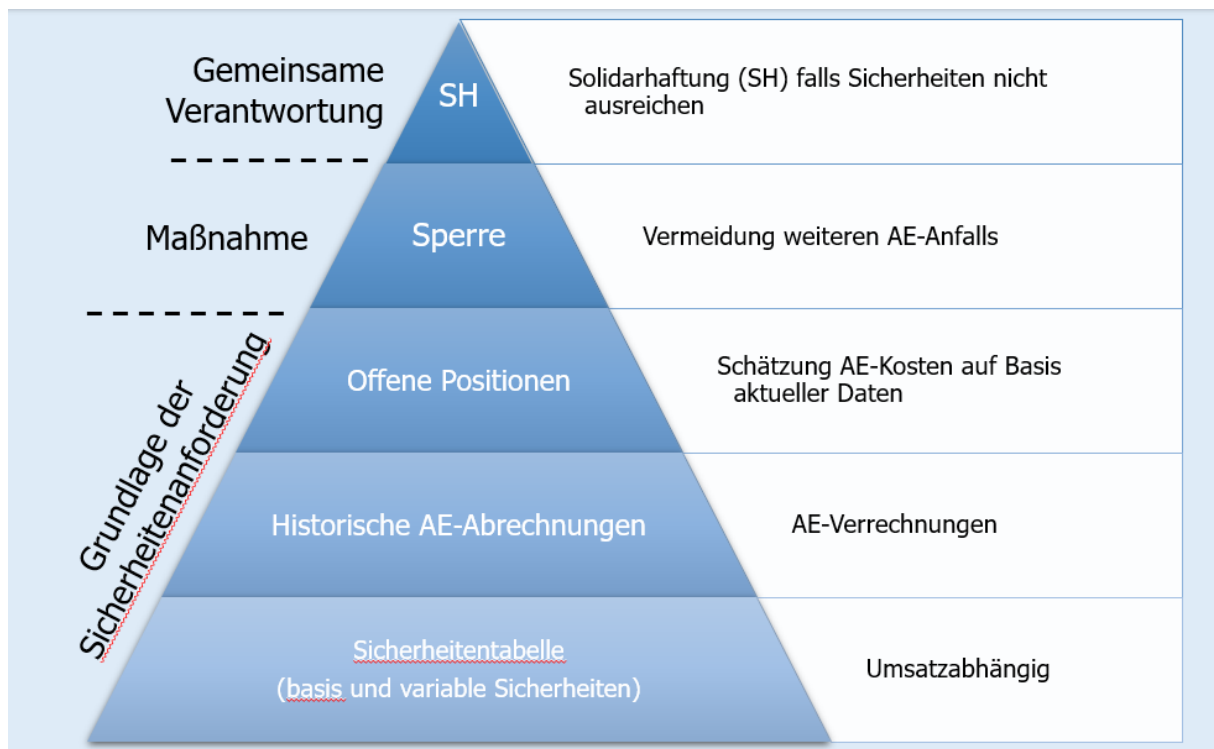 Gemeinsame
Verantwortung
SH
Solidarhaftung (SH) falls Sicherheiten nicht
ausreichen
Maßnahme
Sperre
Vermeidung weiteren AE-Anfalls
Grundlage der
Sicherheitenanforderung
Offene Positionen
Schätzung AE-Kosten auf Basis
aktueller Daten
Historische AE-Abrechnungen
AE-Verrechnungen
Sicherheitentabelle
(basis und variable Sicherheiten)
Umsatzabhängig